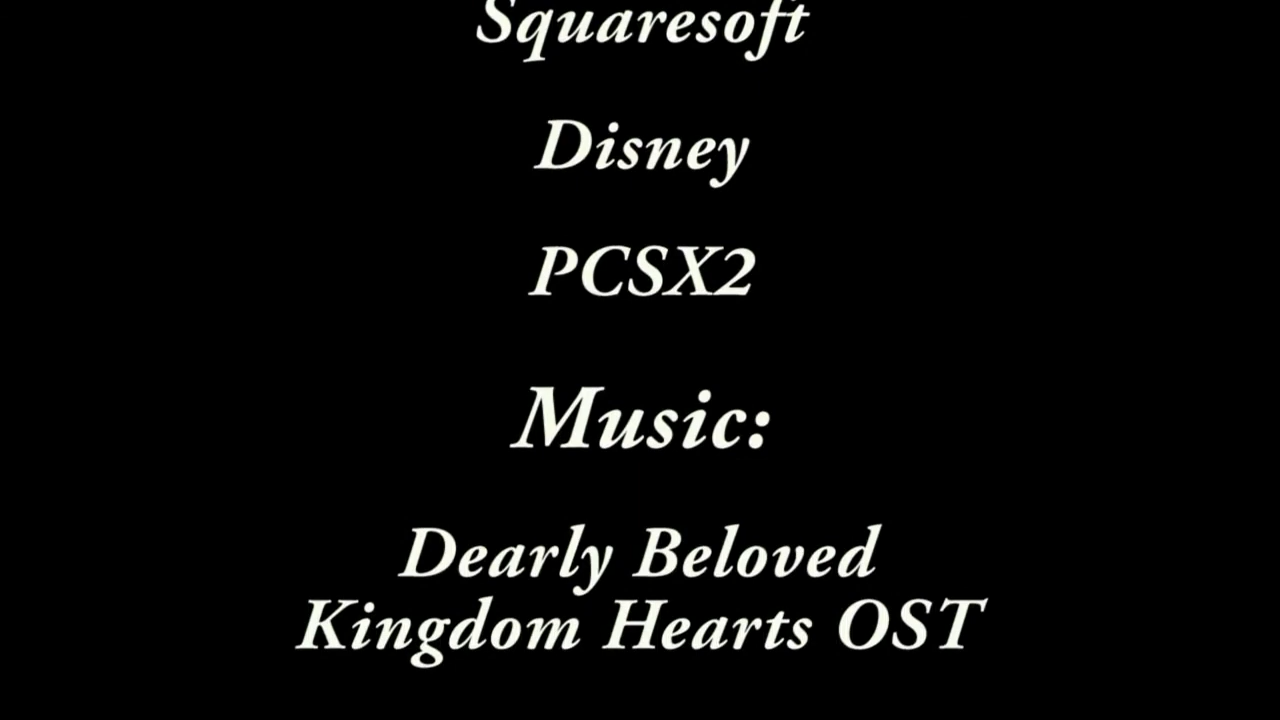 Squaresoft
Disney
PCSX2
Music:
Dearly Beloved
Kingdom Hearts OST